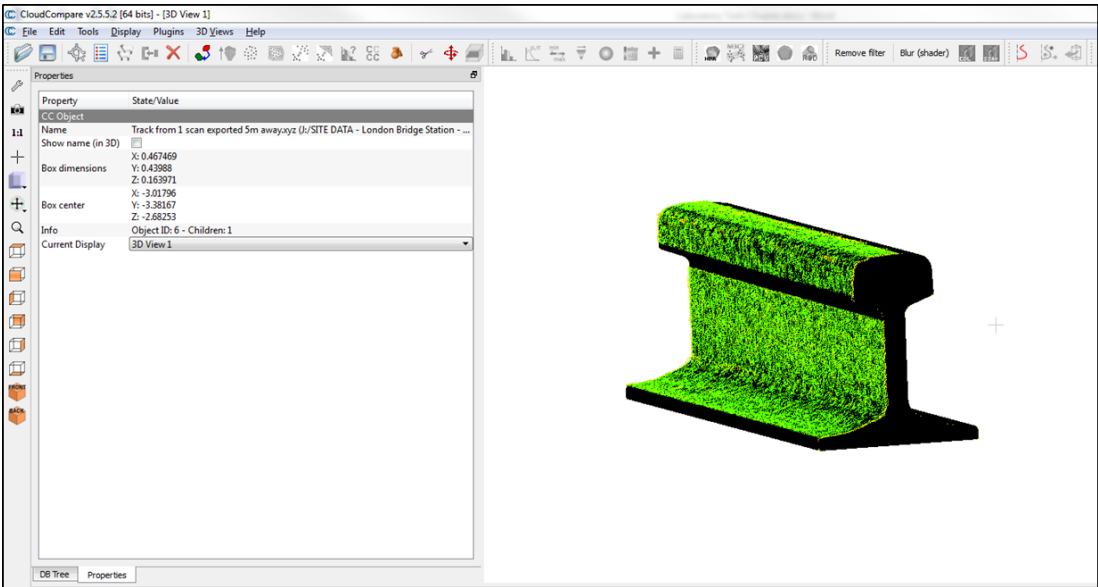 CloudCompare v2.5.5.2 [64 bits] - [3D View 1]
File Edit Tools Display Plugins 3D Views Help
Remove filter Blur (shader)
Properties
Property State/Value
CC Object
Name Track from 1 scan exported 5m away.xyz (J:/SITE DATA - London Bridge Station - ...
Show name (in 3D)
Box dimensions X: 0.467469
Y: 0.43988
Z: 0.163971
Box center X: -3.01796
Y: -3.38167
Z: -2.68253
Info Object ID: 6 - Children: 1
Current Display 3D View 1
1:1
FRONT
BACK
DB Tree Properties